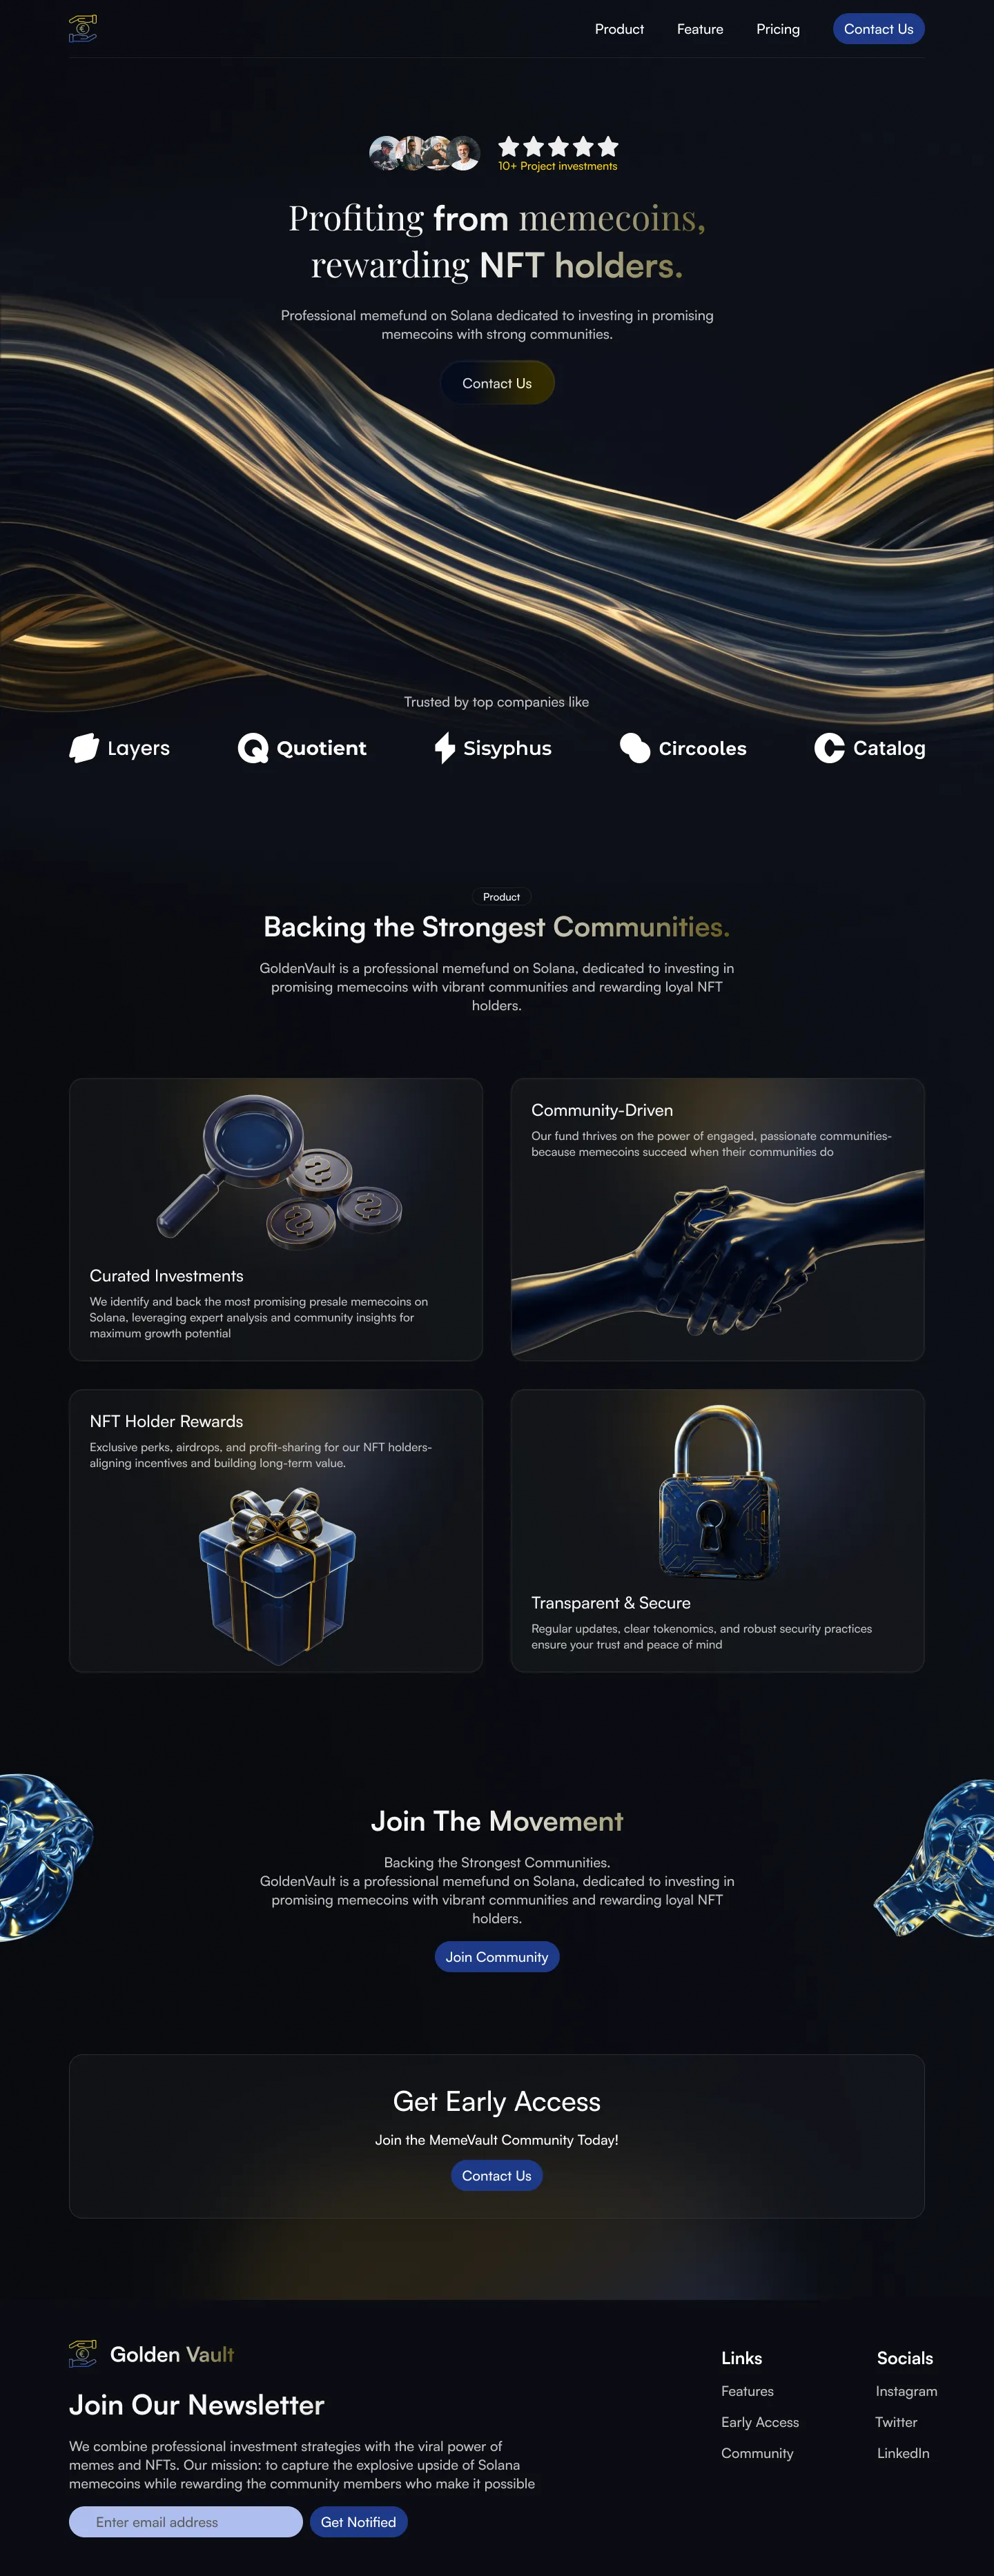 Product
Feature
Pricing
Contact Us
10+ Project investments
Profiting from memecoins,
rewarding NFT holders.
Professional memefund on Solana dedicated to investing in promising
memecoins with strong communities.
Contact Us
Trusted by top companies like
Layers
Quotient
Sisyphus
Circooles
Catalog
Product
Backing the Strongest Communities.
GoldenVault is a professional memefund on Solana, dedicated to investing in
promising memecoins with vibrant communities and rewarding loyal NFT
holders.
Curated Investments
We identify and back the most promising presale memecoins on
Solana, leveraging expert analysis and community insights for
maximum growth potential
Community-Driven
Our fund thrives on the power of engaged, passionate communities-
because memecoins succeed when their communities do
NFT Holder Rewards
Exclusive perks, airdrops, and profit-sharing for our NFT holders-
aligning incentives and building long-term value.
Transparent & Secure
Regular updates, clear tokenomics, and robust security practices
ensure your trust and peace of mind
Join The Movement
Backing the Strongest Communities.
GoldenVault is a professional memefund on Solana, dedicated to investing in
promising memecoins with vibrant communities and rewarding loyal NFT
holders.
Join Community
Get Early Access
Join the MemeVault Community Today!
Contact Us
Golden Vault
Join Our Newsletter
We combine professional investment strategies with the viral power of
memes and NFTs. Our mission: to capture the explosive upside of Solana
memecoins while rewarding the community members who make it possible
Enter email address
Get Notified
Links
Features
Early Access
Community
Socials
Instagram
Twitter
LinkedIn